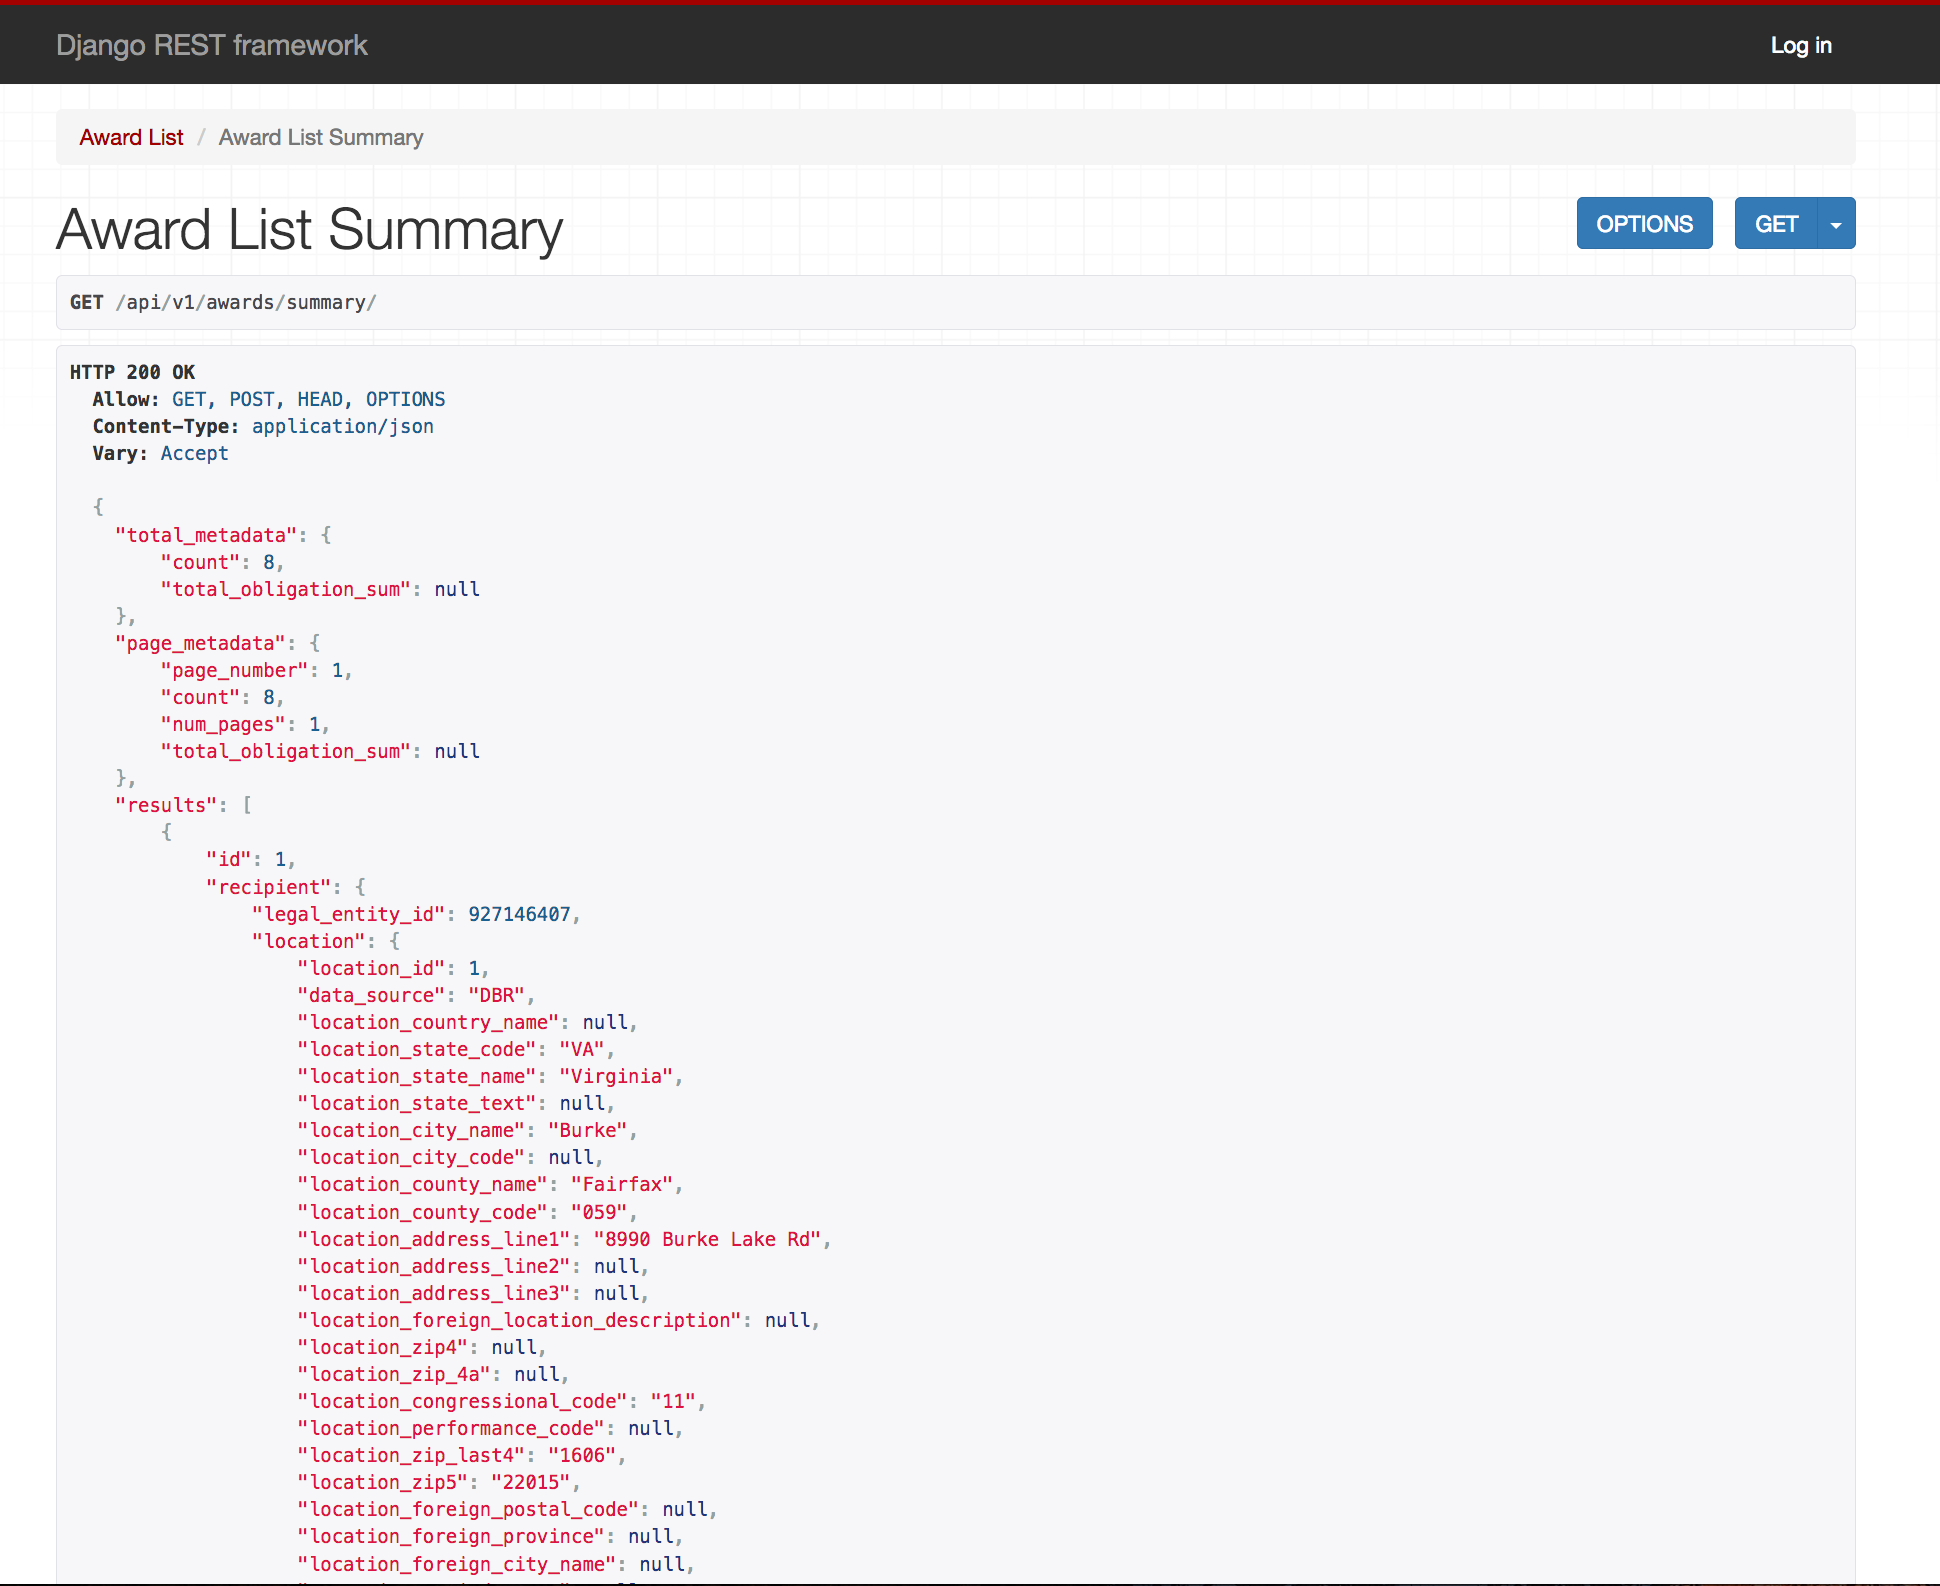 Django REST framework
Log in
Award List / Award List Summary
Award List Summary
OPTIONS
GET
GET /api/v1/awards/summary/
HTTP 200 OK
Allow: GET, POST, HEAD, OPTIONS
Content-Type: application/json
Vary: Accept
{
"total_metadata": {
"count": 8,
"total_obligation_sum": null
},
"page_metadata": {
"page_number": 1,
"count": 8,
"num_pages": 1,
"total_obligation_sum": null
},
"results": [
{
"id": 1,
"recipient": {
"legal_entity_id": 927146407,
"location": {
"location_id": 1,
"data_source": "DBR",
"location_country_name": null,
"location_state_code": "VA",
"location_state_name": "Virginia",
"location_state_text": null,
"location_city_name": "Burke",
"location_city_code": null,
"location_county_name": "Fairfax",
"location_county_code": "059",
"location_address_line1": "8990 Burke Lake Rd",
"location_address_line2": null,
"location_address_line3": null,
"location_foreign_location_description": null,
"location_zip4": null,
"location_zip_4a": null,
"location_congressional_code": "11",
"location_performance_code": null,
"location_zip_last4": "1606",
"location_zip5": "22015",
"location_foreign_postal_code": null,
"location_foreign_province": null,
"location_foreign_city_name": null,